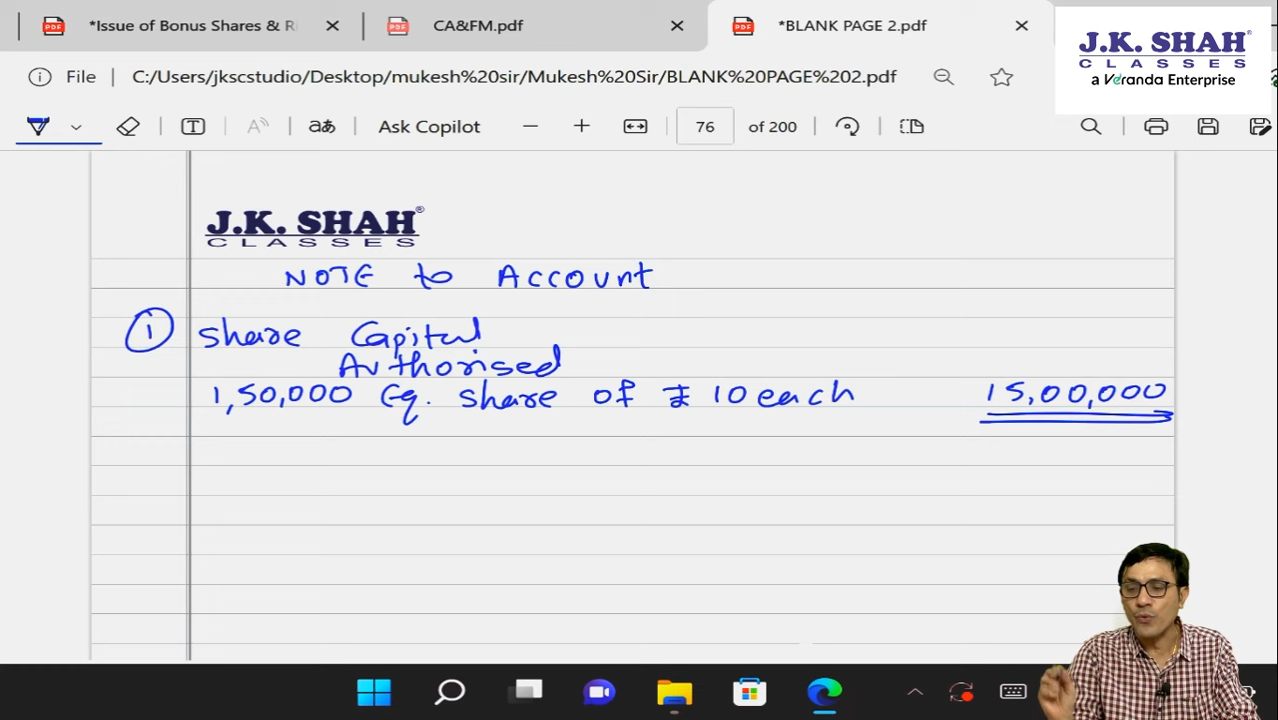 *Issue of Bonus Shares & R
CA&FM.pdf
*BLANK PAGE 2.pdf
J.K. SHAH®
CLASSES
a Veranda Enterprise
File
C:/Users/jkscstudio/Desktop/mukesh%20sir/Mukesh%20Sir/BLANK%20PAGE%202.pdf
Ask Copilot
76 of 200
J.K. SHAH®
CLASSES
NOTE to Account
① Share Capital
Authorised
1,50,000 Eq. Share of ₹ 10 each 15,00,000